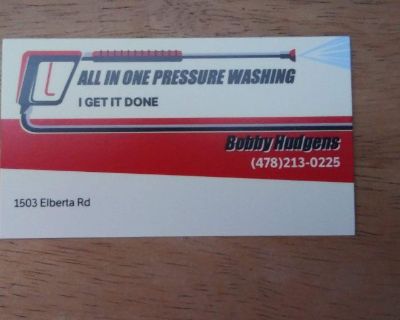 ALL IN ONE PRESSURE WASHING
I GET IT DONE
Bobby Hudgens
(478)213-0225
1503 Elberta Rd